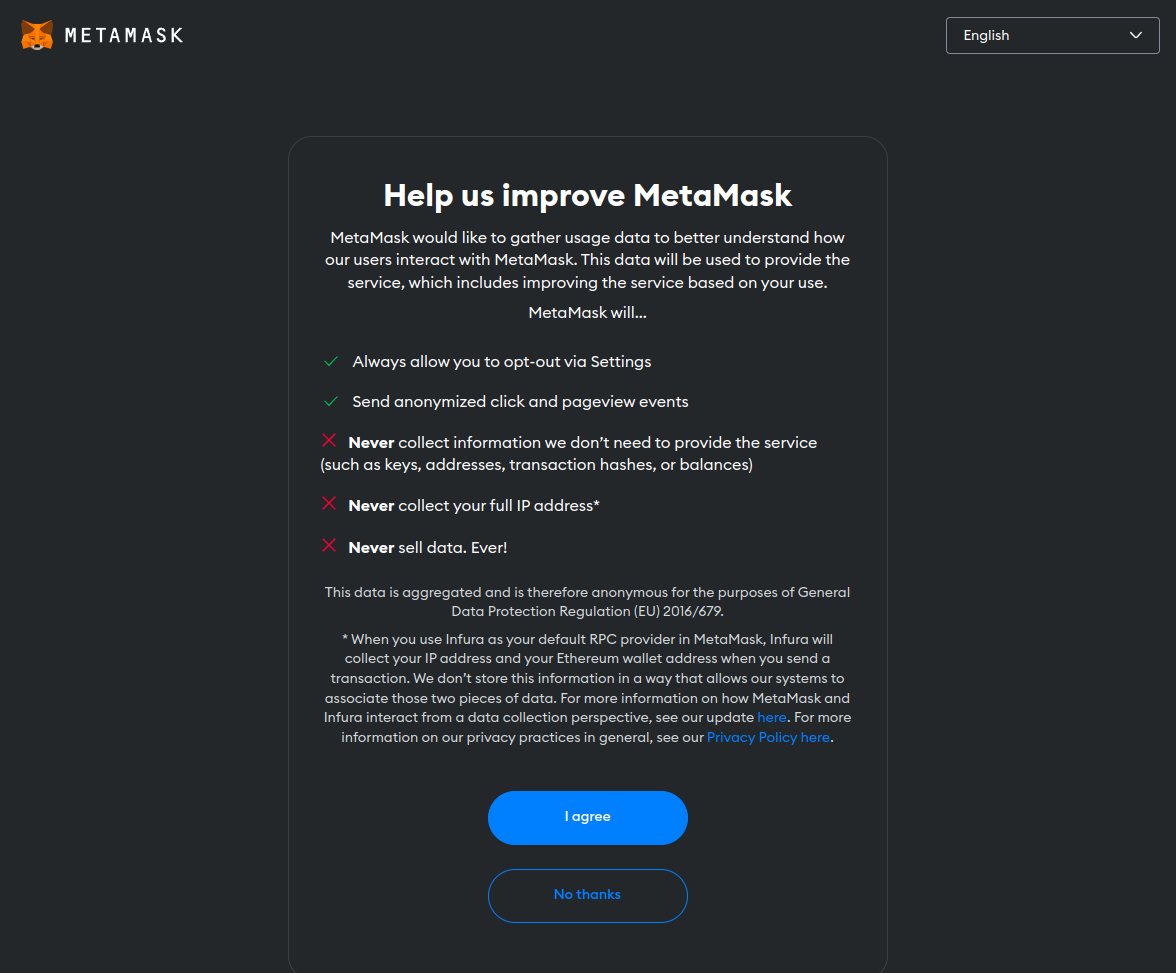 METAMASK
English
Help us improve MetaMask
MetaMask would like to gather usage data to better understand how
our users interact with MetaMask. This data will be used to provide the
service, which includes improving the service based on your use.
MetaMask will...
Always allow you to opt-out via Settings
Send anonymized click and pageview events
Never collect information we don’t need to provide the service
(such as keys, addresses, transaction hashes, or balances)
Never collect your full IP address*
Never sell data. Ever!
This data is aggregated and is therefore anonymous for the purposes of General
Data Protection Regulation (EU) 2016/679.
* When you use Infura as your default RPC provider in MetaMask, Infura will
collect your IP address and your Ethereum wallet address when you send a
transaction. We don’t store this information in a way that allows our systems to
associate those two pieces of data. For more information on how MetaMask and
Infura interact from a data collection perspective, see our update here. For more
information on our privacy practices in general, see our Privacy Policy here.
I agree
No thanks